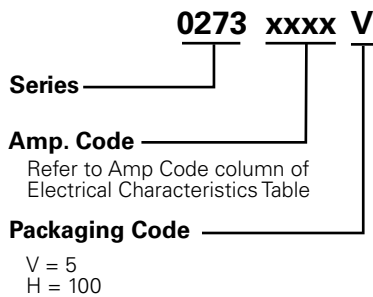 0273 xxxx V
Series
Amp. Code
Refer to Amp Code column of
Electrical Characteristics Table
Packaging Code
V = 5
H = 100